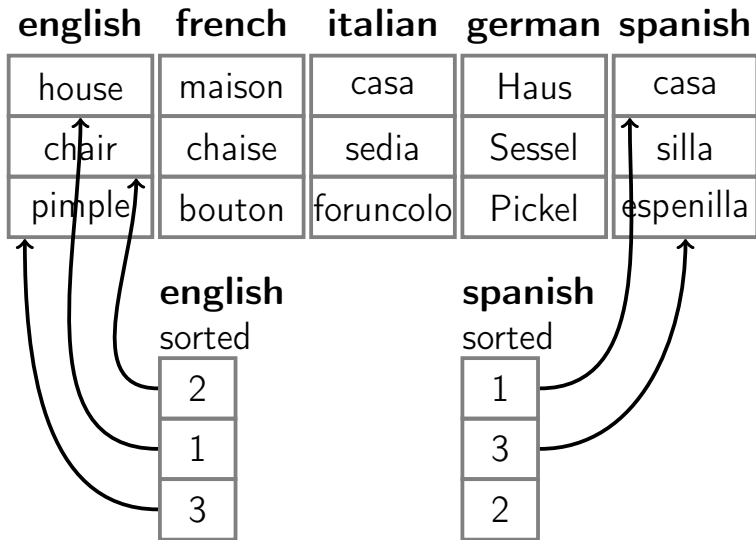 english french italian german spanish
house maison casa Haus casa
chair chaise sedia Sessel silla
pimple bouton foruncolo Pickel espenilla
english spanish
sorted sorted
2 1
1 3
3 2